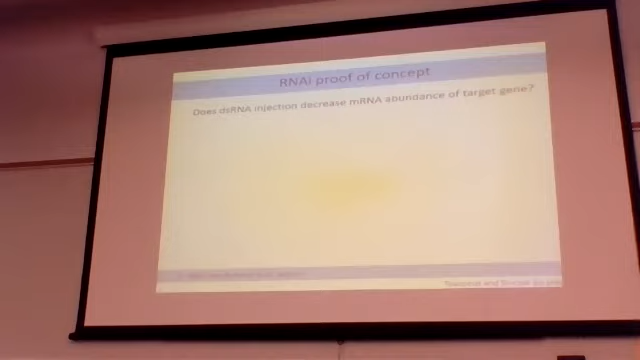 RNAi proof of concept
Does dsRNA injection decrease mRNA abundance of target gene?